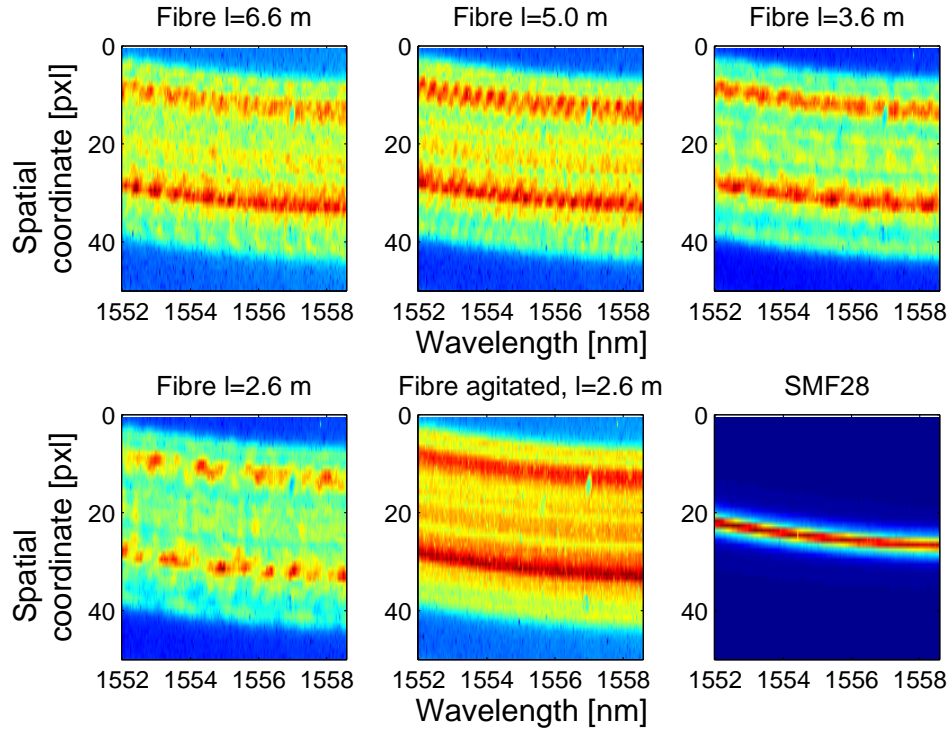 Fibre l=6.6 m
Fibre l=5.0 m
Fibre l=3.6 m
Spatial
coordinate [pxl]
0
20
40
1552 1554 1556 1558
0
20
40
1552 1554 1556 1558
0
20
40
1552 1554 1556 1558
Wavelength [nm]
Fibre l=2.6 m
Fibre agitated, l=2.6 m
SMF28
Spatial
coordinate [pxl]
0
20
40
1552 1554 1556 1558
0
20
40
1552 1554 1556 1558
0
20
40
1552 1554 1556 1558
Wavelength [nm]